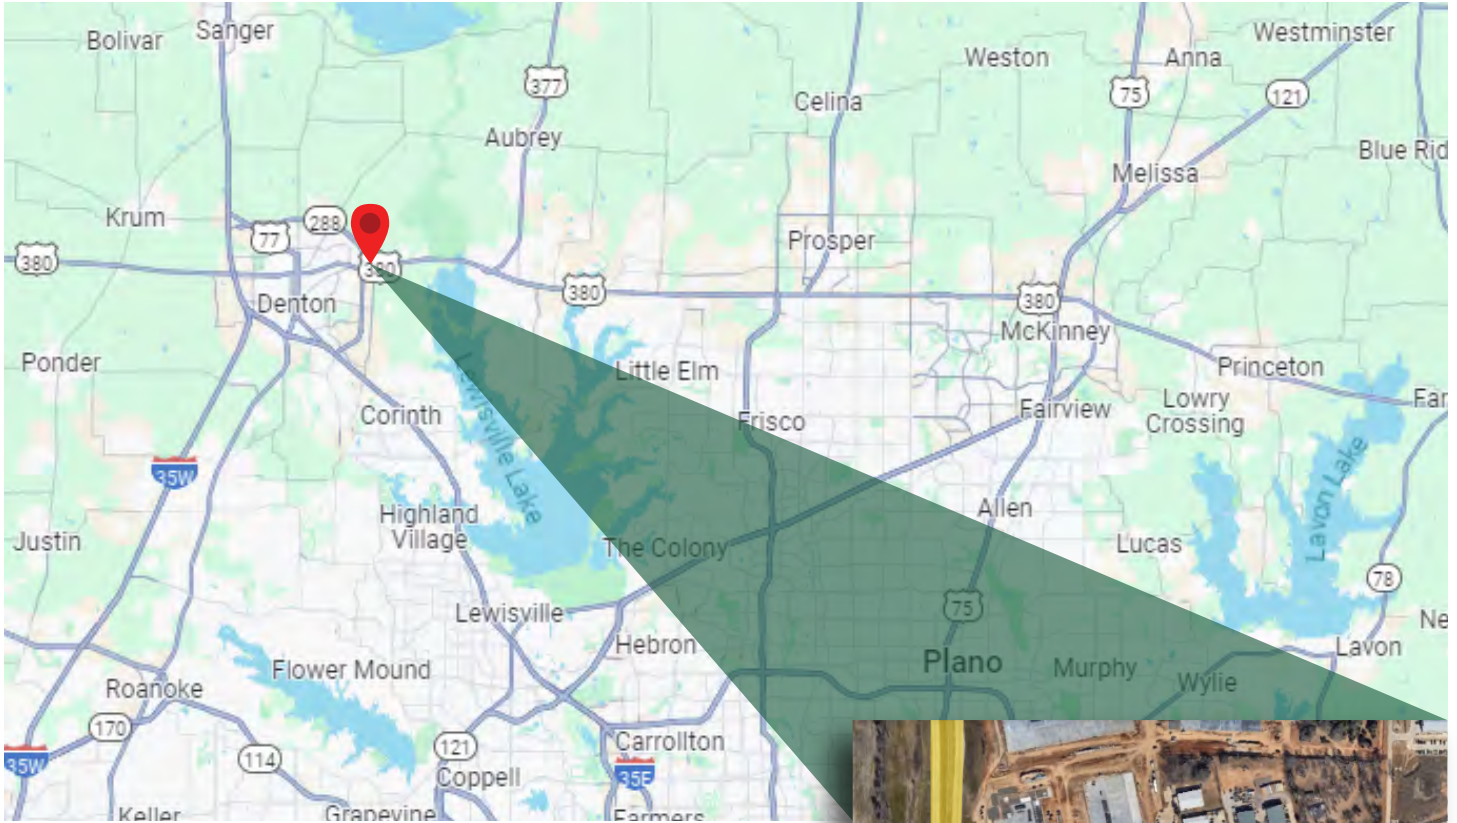 Sanger
Bolivar
Westminster
Weston
Anna
377
75
121
Celina
Aubrey
Blue Rid
Melissa
Krum
288
77
Prosper
380
380
380
380
Denton
McKinney
Ponder
Little Elm
Princeton
Lewisville Lake
Corinth
Frisco
Fairview
Lowry
Crossing
Far
35W
Lavon Lake
Highland
Village
Allen
Justin
The Colony
Lucas
78
75
Lewisville
Ne
Hebron
Lavon
Plano
Murphy
Flower Mound
Wylie
Roanoke
170
121
Carrollton
114
35W
Coppell
35E
Keller
Grapevine
Farmers